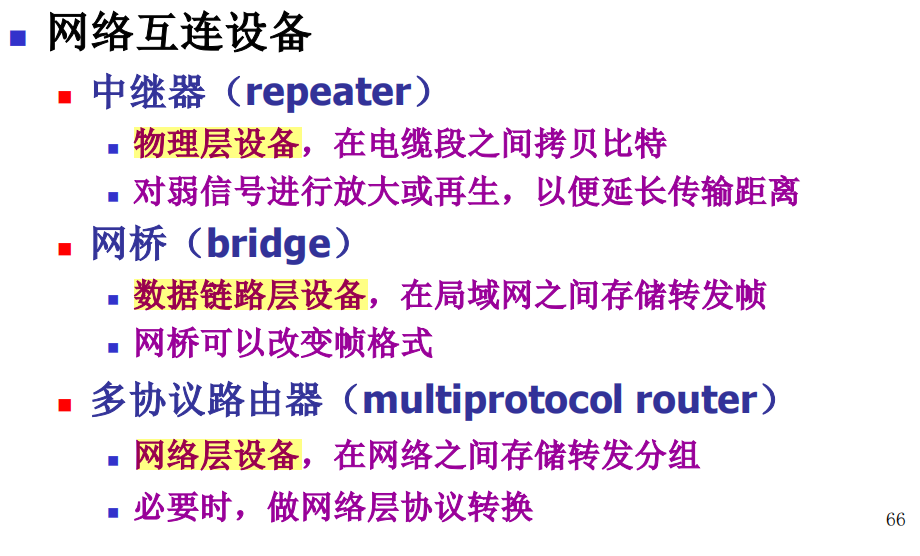 网络互连设备
中继器（repeater）
物理层设备，在电缆段之间拷贝比特
对弱信号进行放大或再生，以便延长传输距离
网桥（bridge）
数据链路层设备，在局域网之间存储转发帧
网桥可以改变帧格式
多协议路由器（multiprotocol router）
网络层设备，在网络之间存储转发分组
必要时，做网络层协议转换
66